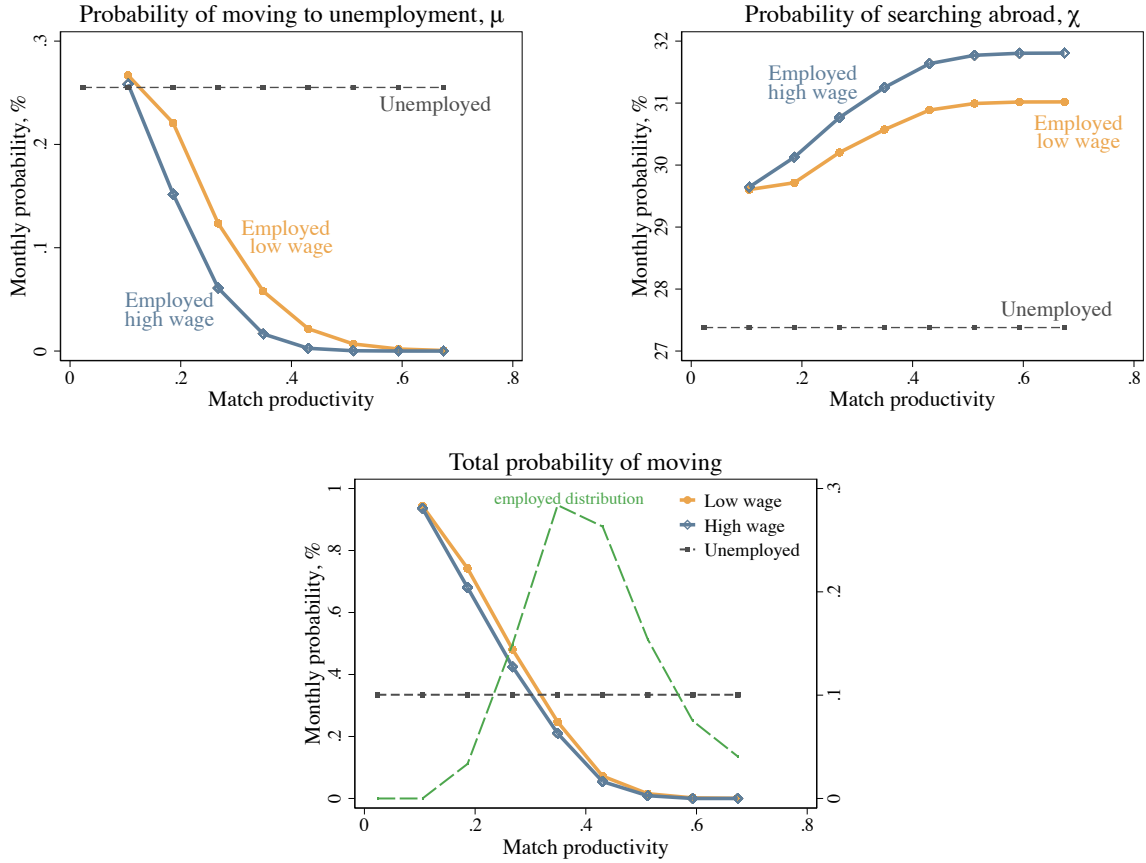 Probability of moving to unemployment, μ
Monthly probability, %
.3
.2
.1
0
Unemployed
Employed
low wage
Employed
high wage
0 .2 .4 .6 .8
Match productivity
Probability of searching abroad, χ
Monthly probability, %
32
31
30
29
28
27
Employed
high wage
Employed
low wage
Unemployed
0 .2 .4 .6 .8
Match productivity
Total probability of moving
Monthly probability, %
1
.8
.6
.4
.2
0
employed distribution
Low wage
High wage
Unemployed
.3
.2
.1
0
0 .2 .4 .6 .8
Match productivity